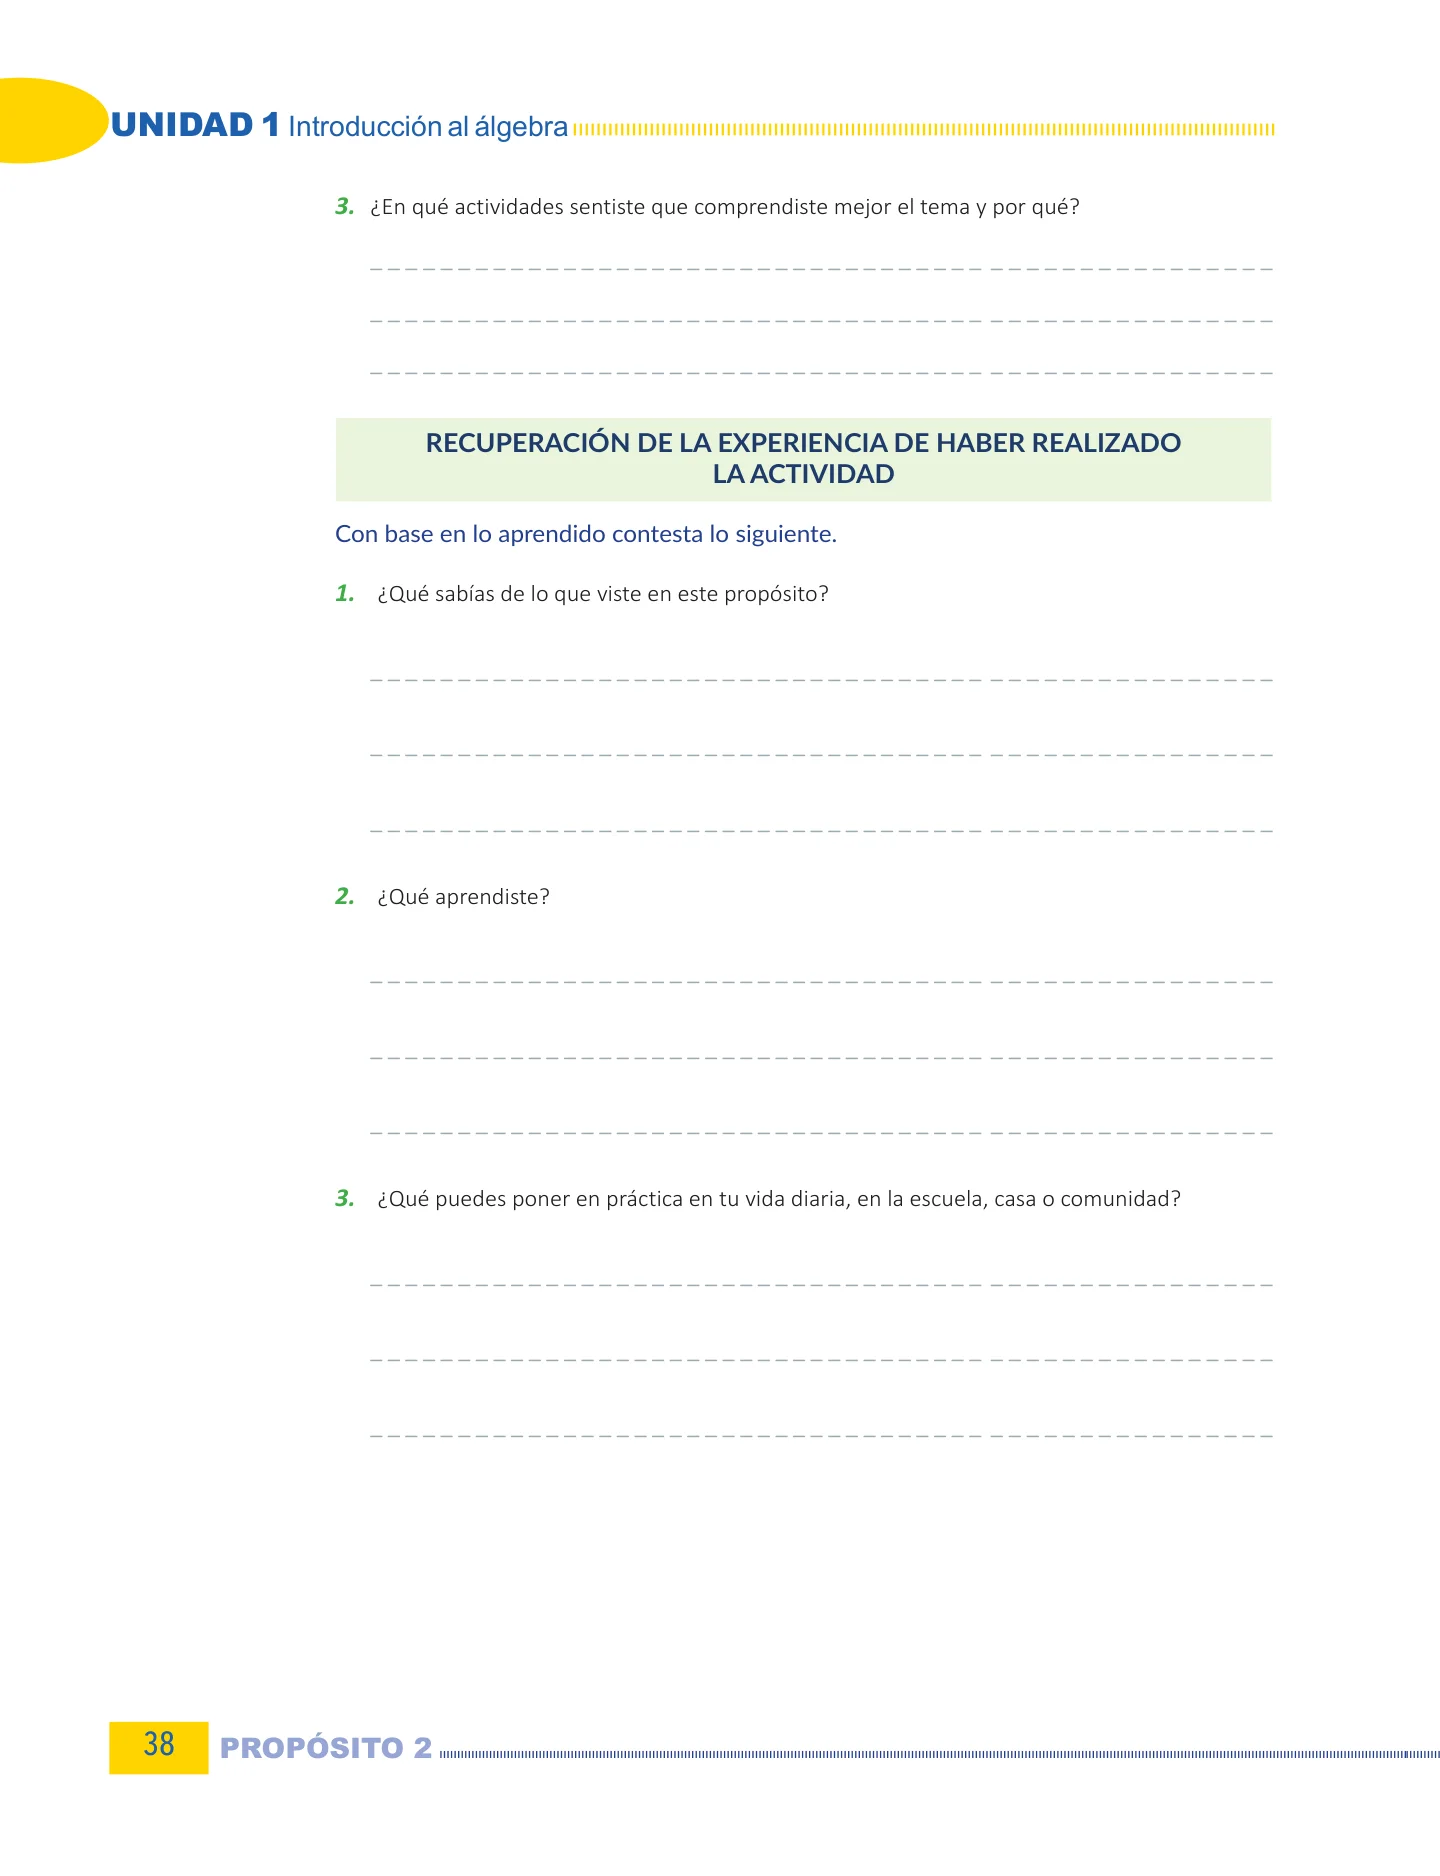 UNIDAD 1 Introducción al álgebra
3. ¿En qué actividades sentiste que comprendiste mejor el tema y por qué?
RECUPERACIÓN DE LA EXPERIENCIA DE HABER REALIZADO
LA ACTIVIDAD
Con base en lo aprendido contesta lo siguiente.
1. ¿Qué sabías de lo que viste en este propósito?
2. ¿Qué aprendiste?
3. ¿Qué puedes poner en práctica en tu vida diaria, en la escuela, casa o comunidad?
38 PROPÓSITO 2